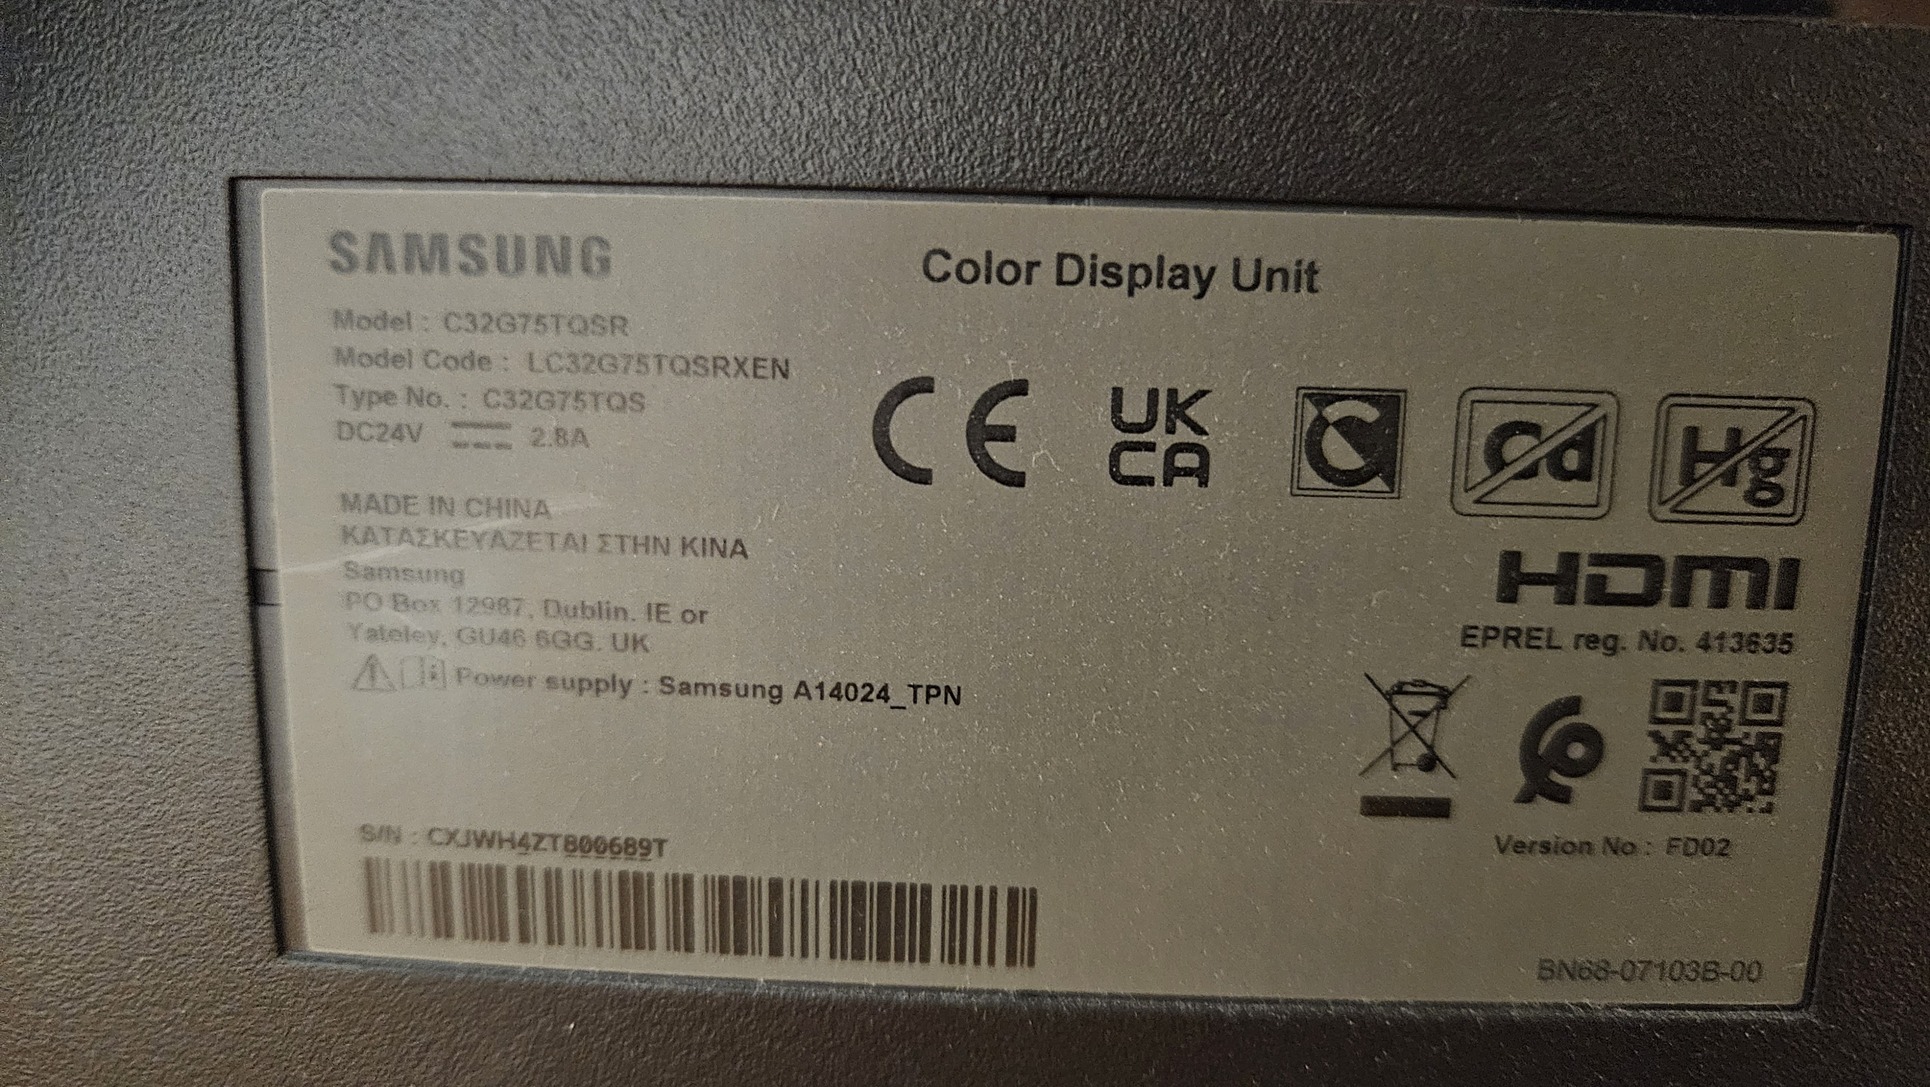 SAMSUNG
Color Display Unit
Model : C32G75TQSR
Model Code : LC32G75TQSRXEN
Type No. : C32G75TQS
DC24V 2.8A
CE
UK
CA
C
Cd
Hg
MADE IN CHINA
ΚΑΤΑΣΚΕΥΑΖΕΤΑΙ ΣΤΗΝ ΚΙΝΑ
Samsung
PO Box 12987, Dublin. IE or
Yateley, GU46 6GG. UK
Power supply : Samsung A14024_TPN
HDMI
EPREL reg. No. 413635
Version No : FD02
S/N : CXJWH4ZT800689T
BN68-07103B-00